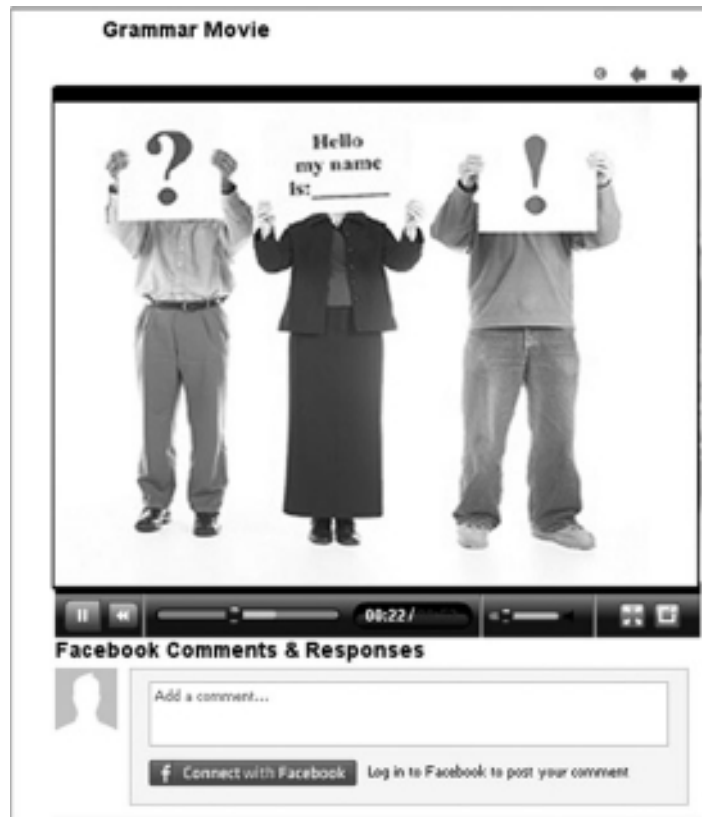 Grammar Movie
?
Hello
my name
is:______
!
00:22/
Facebook Comments & Responses
Add a comment...
f Connect with Facebook Log in to Facebook to post your comment